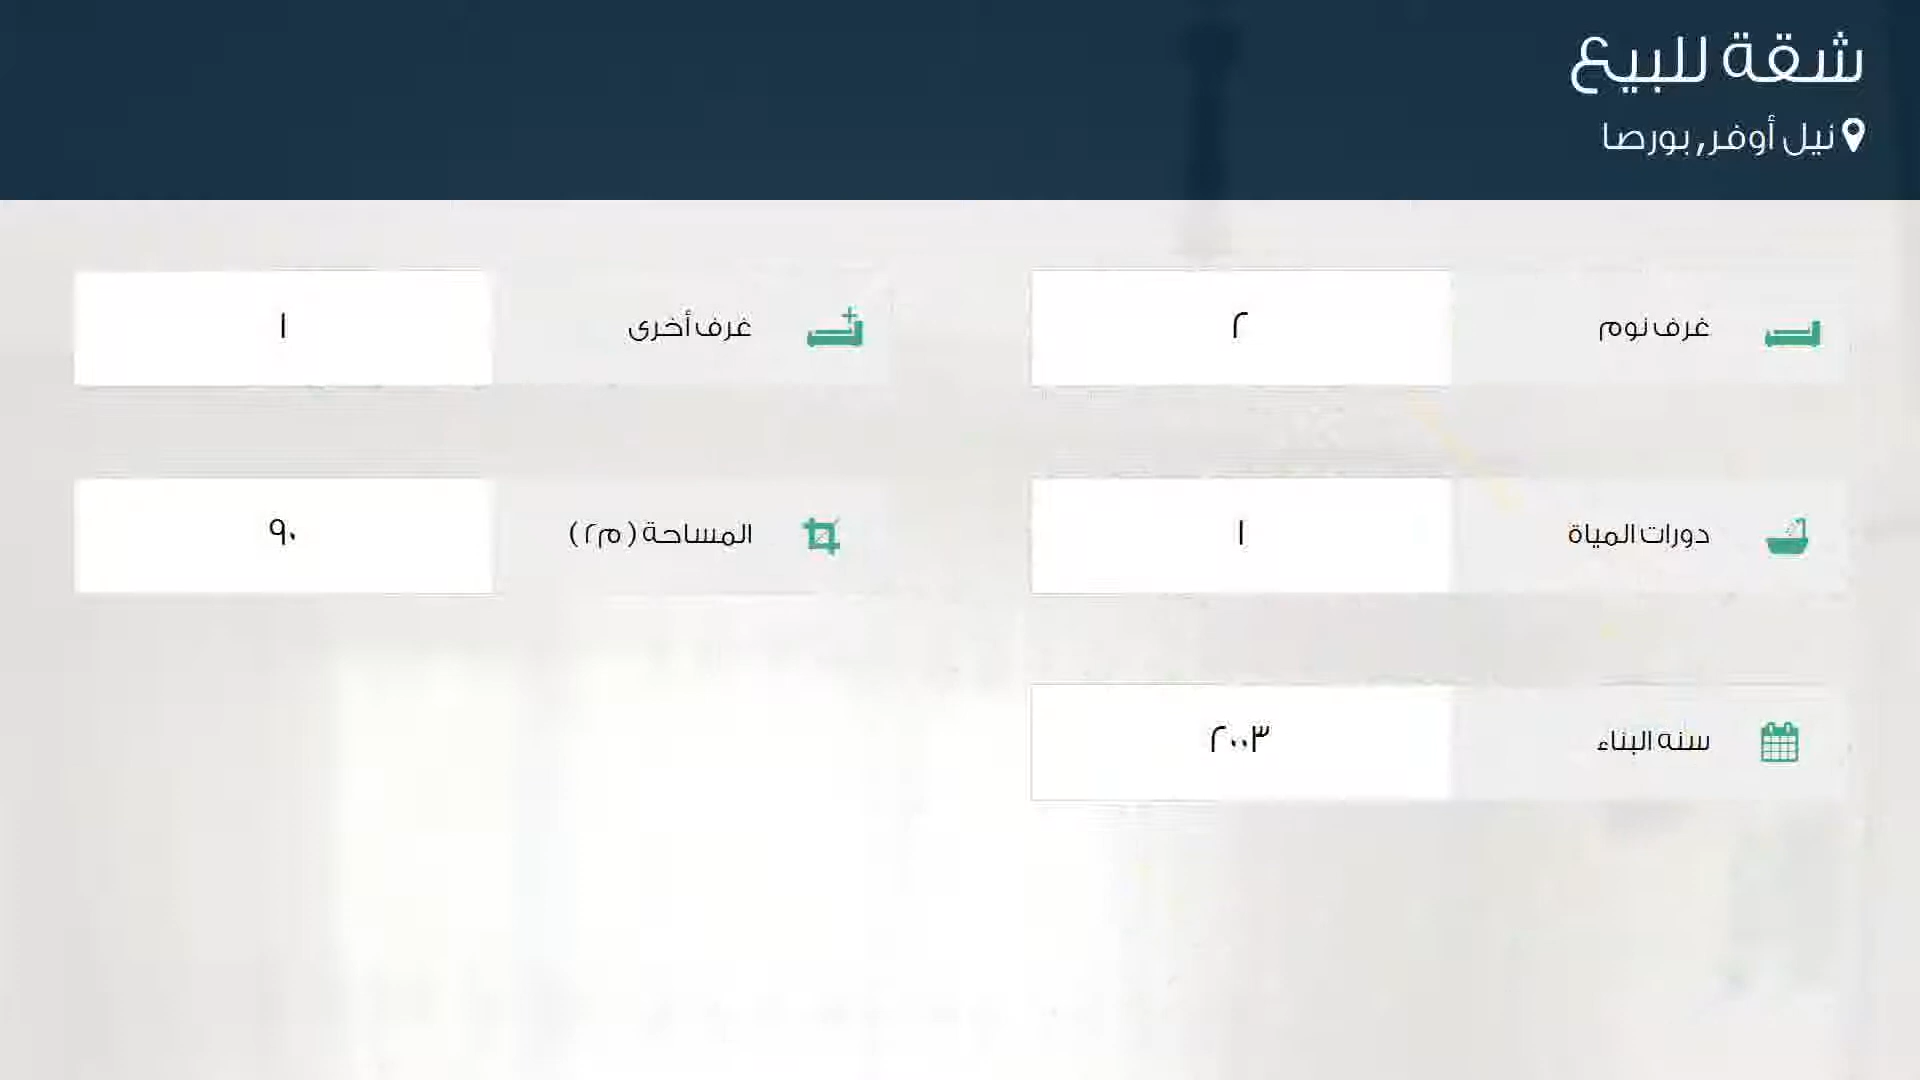 شقة للبيع
نيل أوفر, بورصا
غرف نوم
٢
غرف أخرى
١
دورات المياة
١
المساحة (م٢)
٩٠
سنه البناء
٢٠٠٣